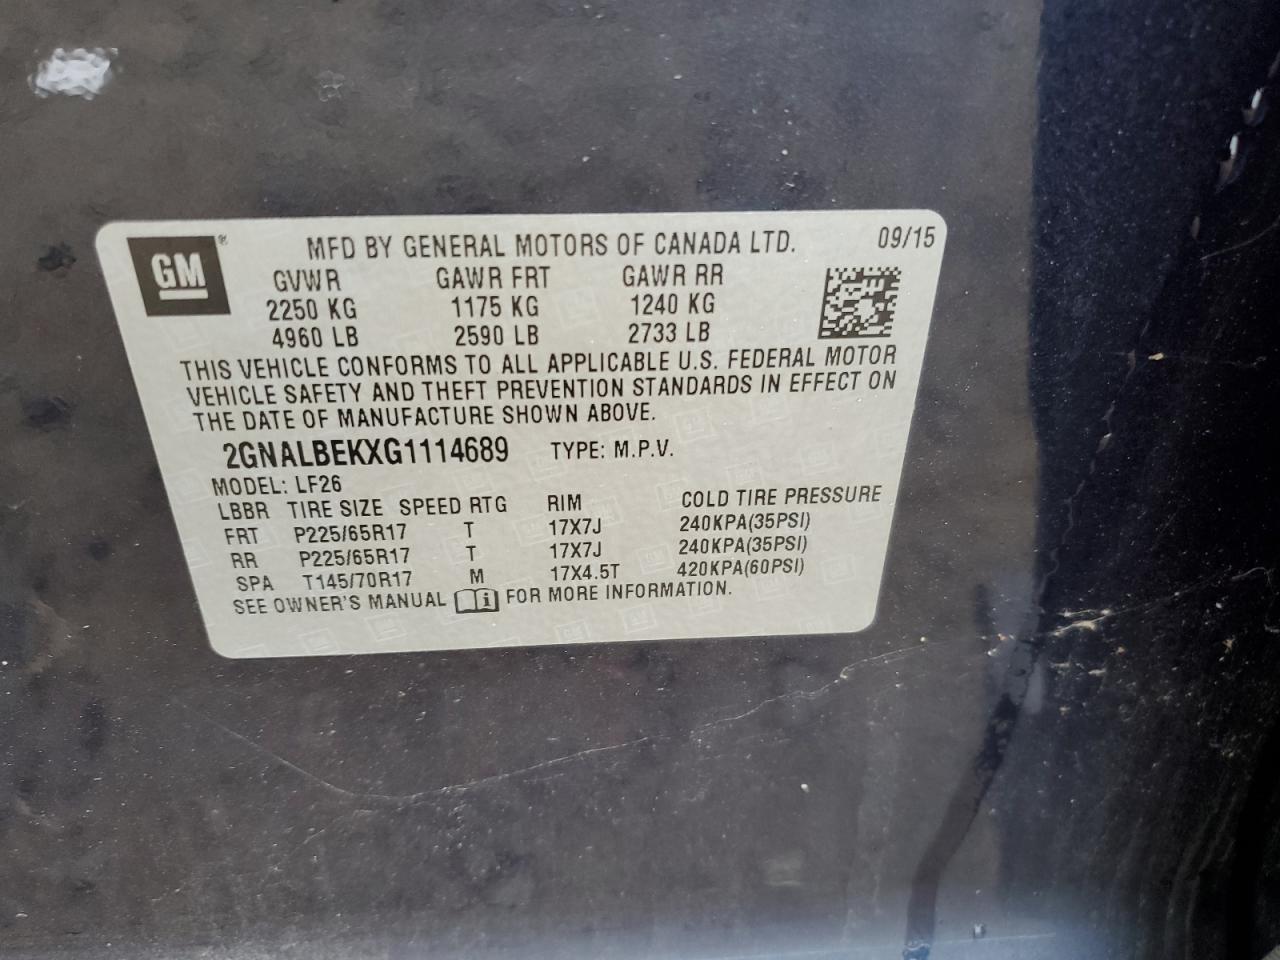 GM®
MFD BY GENERAL MOTORS OF CANADA LTD. 09/15
GVWR GAWR FRT GAWR RR
2250 KG 1175 KG 1240 KG
4960 LB 2590 LB 2733 LB
THIS VEHICLE CONFORMS TO ALL APPLICABLE U.S. FEDERAL MOTOR
VEHICLE SAFETY AND THEFT PREVENTION STANDARDS IN EFFECT ON
THE DATE OF MANUFACTURE SHOWN ABOVE.
2GNALBEKXG1114689 TYPE: M.P.V.
MODEL: LF26
LBBR TIRE SIZE SPEED RTG RIM COLD TIRE PRESSURE
FRT P225/65R17 T 17X7J 240KPA(35PSI)
RR P225/65R17 T 17X7J 240KPA(35PSI)
SPA T145/70R17 M 17X4.5T 420KPA(60PSI)
SEE OWNER'S MANUAL i FOR MORE INFORMATION.